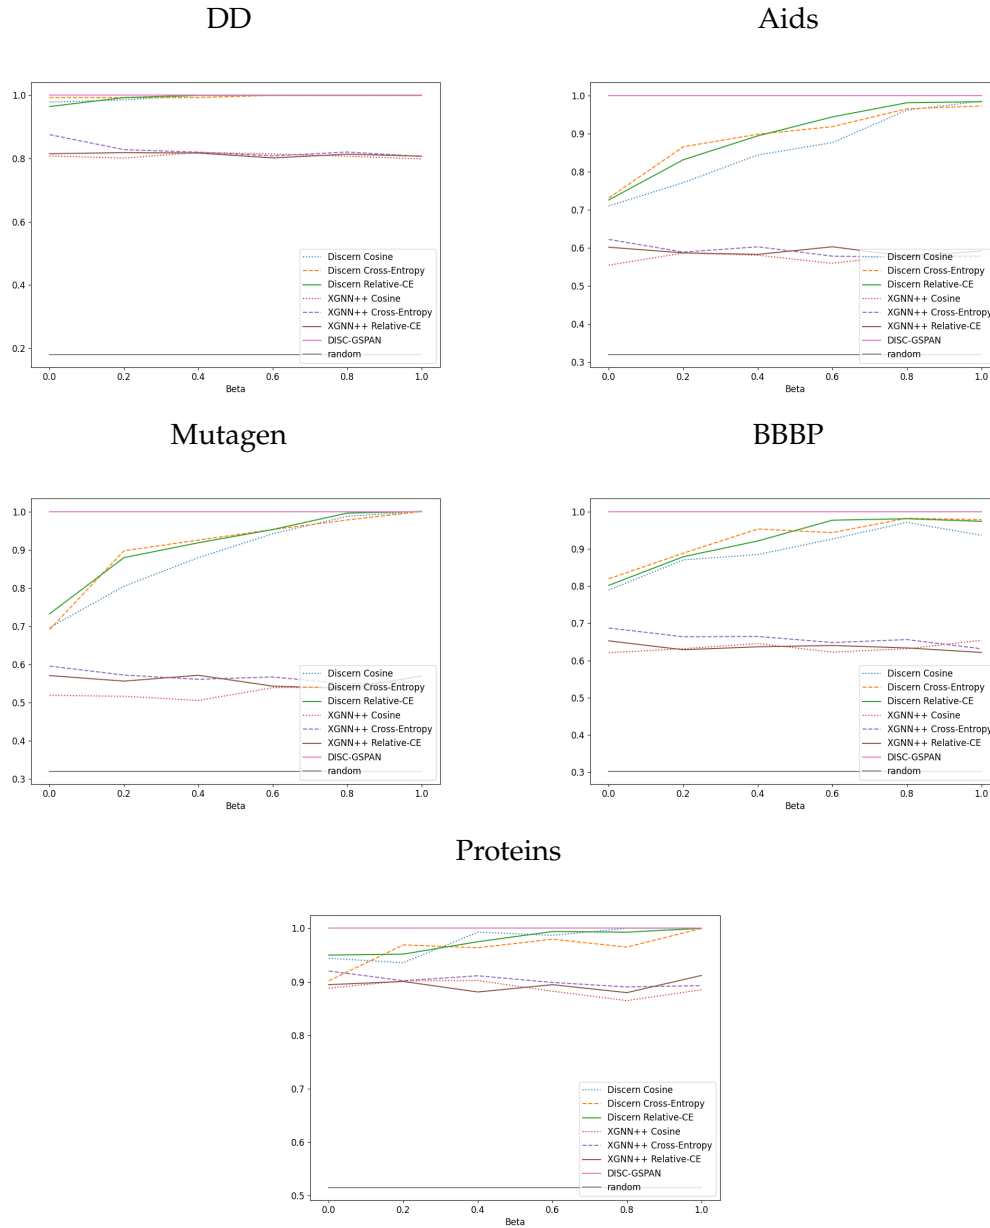 DD
Aids
1.0
0.8
0.6
0.4
0.2
0.0
0.2
0.4
0.6
0.8
1.0
Beta
Discern Cosine
Discern Cross-Entropy
Discern Relative-CE
XGNN++ Cosine
XGNN++ Cross-Entropy
XGNN++ Relative-CE
DISC-GSPAN
random
1.0
0.9
0.8
0.7
0.6
0.5
0.4
0.3
0.0
0.2
0.4
0.6
0.8
1.0
Beta
Discern Cosine
Discern Cross-Entropy
Discern Relative-CE
XGNN++ Cosine
XGNN++ Cross-Entropy
XGNN++ Relative-CE
DISC-GSPAN
random
Mutagen
BBBP
1.0
0.9
0.8
0.7
0.6
0.5
0.4
0.3
0.0
0.2
0.4
0.6
0.8
1.0
Beta
Discern Cosine
Discern Cross-Entropy
Discern Relative-CE
XGNN++ Cosine
XGNN++ Cross-Entropy
XGNN++ Relative-CE
DISC-GSPAN
random
1.0
0.9
0.8
0.7
0.6
0.5
0.4
0.3
0.0
0.2
0.4
0.6
0.8
1.0
Beta
Discern Cosine
Discern Cross-Entropy
Discern Relative-CE
XGNN++ Cosine
XGNN++ Cross-Entropy
XGNN++ Relative-CE
DISC-GSPAN
random
Proteins
1.0
0.9
0.8
0.7
0.6
0.5
0.0
0.2
0.4
0.6
0.8
1.0
Beta
Discern Cosine
Discern Cross-Entropy
Discern Relative-CE
XGNN++ Cosine
XGNN++ Cross-Entropy
XGNN++ Relative-CE
DISC-GSPAN
random